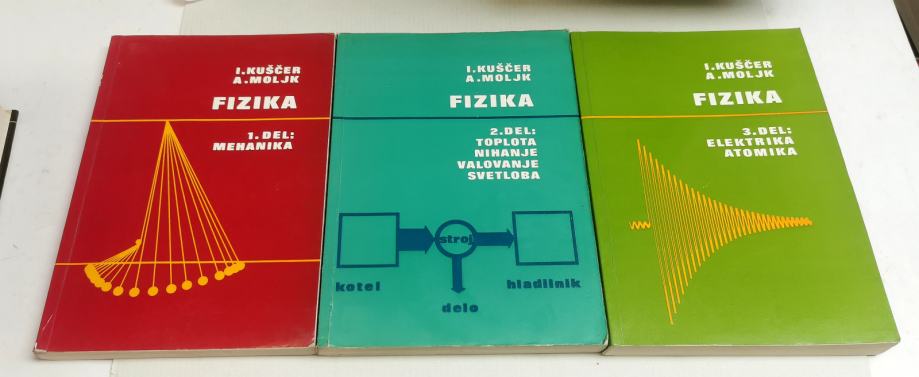 I. KUŠČER
A. MOLJK
FIZIKA
1. DEL:
MEHANIKA
I. KUŠČER
A. MOLJK
FIZIKA
2. DEL:
TOPLOTA
NIHANJE
VALOVANJE
SVETLOBA
kotel
stroj
delo
hladilnik
I. KUŠČER
A. MOLJK
FIZIKA
3. DEL:
ELEKTRIKA
ATOMIKA